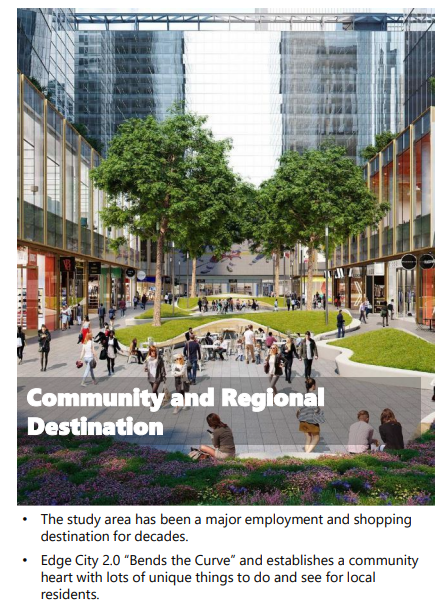 Community and Regional
Destination
• The study area has been a major employment and shopping
destination for decades.
• Edge City 2.0 “Bends the Curve” and establishes a community
heart with lots of unique things to do and see for local
residents.